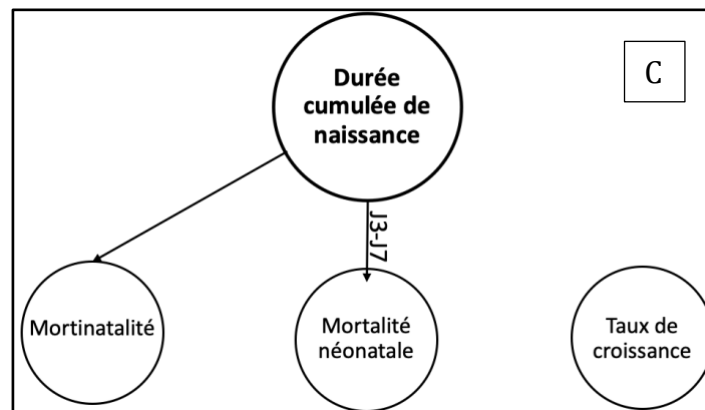 Durée
cumulée de
naissance
C
J3-J7
Mortinatalité
Mortalité
néonatale
Taux de
croissance